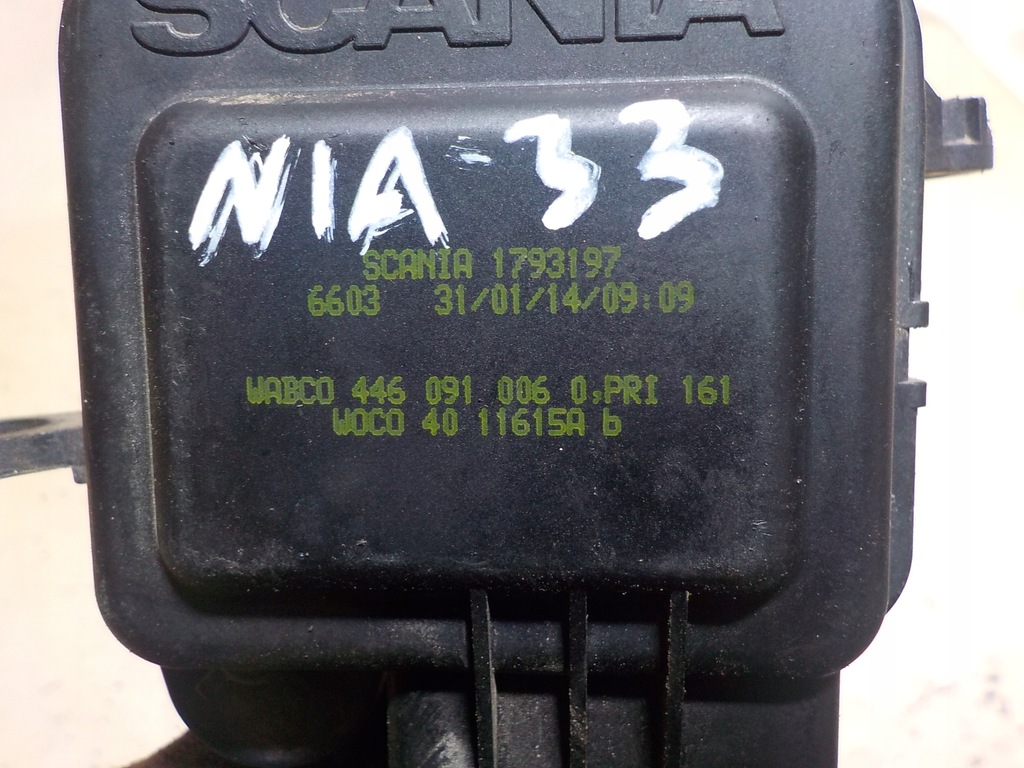 SCANIA
NIA-33
SCANIA 1793197
6603 31/01/14/09:09
WABCO 446 091 006 0,PRI 161
WOCO 40 11615A b